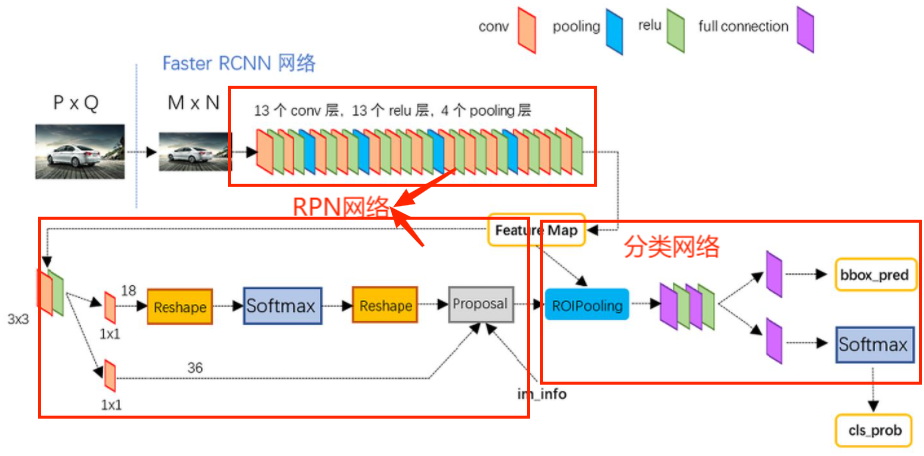 conv pooling relu full connection
Faster RCNN 网络
P x Q
M x N
13 个 conv 层, 13 个 relu 层, 4 个 pooling 层
RPN网络
Feature Map
分类网络
3x3
18
1x1
Reshape
Softmax
Reshape
Proposal
ROIPooling
bbox_pred
36
1x1
im_info
Softmax
cls_prob